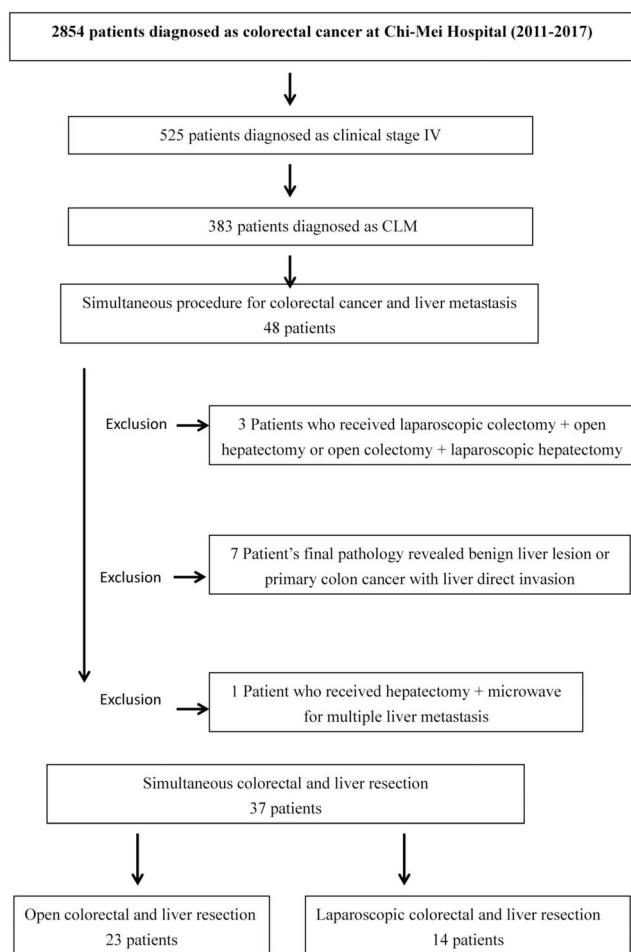 2854 patients diagnosed as colorectal cancer at Chi-Mei Hospital (2011-2017)
525 patients diagnosed as clinical stage IV
383 patients diagnosed as CLM
Simultaneous procedure for colorectal cancer and liver metastasis
48 patients
Exclusion
3 Patients who received laparoscopic colectomy + open
hepatectomy or open colectomy + laparoscopic hepatectomy
Exclusion
7 Patient's final pathology revealed benign liver lesion or
primary colon cancer with liver direct invasion
Exclusion
1 Patient who received hepatectomy + microwave
for multiple liver metastasis
Simultaneous colorectal and liver resection
37 patients
Open colorectal and liver resection
23 patients
Laparoscopic colorectal and liver resection
14 patients